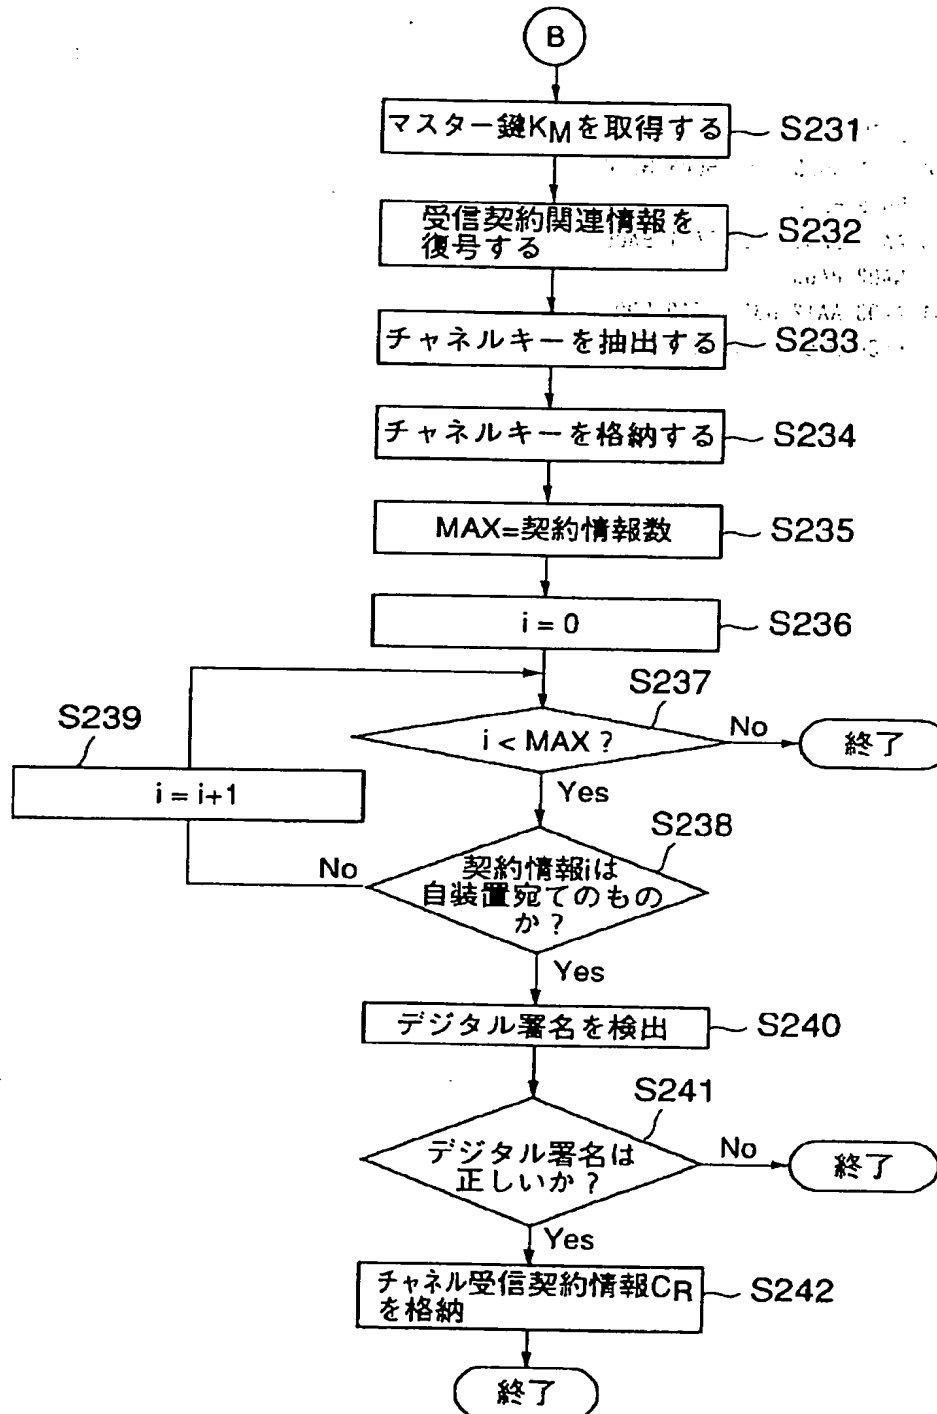 B
マスター鍵KMを取得する
S231
受信契約関連情報を
復号する
S232
チャネルキーを抽出する
S233
チャネルキーを格納する
S234
MAX=契約情報数
S235
i = 0
S236
S237
i < MAX ?
No
終了
Yes
S239
i = i+1
S238
契約情報iは
自装置宛てのもの
か?
No
Yes
デジタル署名を検出
S240
S241
デジタル署名は
正しいか?
No
終了
Yes
チャネル受信契約情報CR
を格納
S242
終了